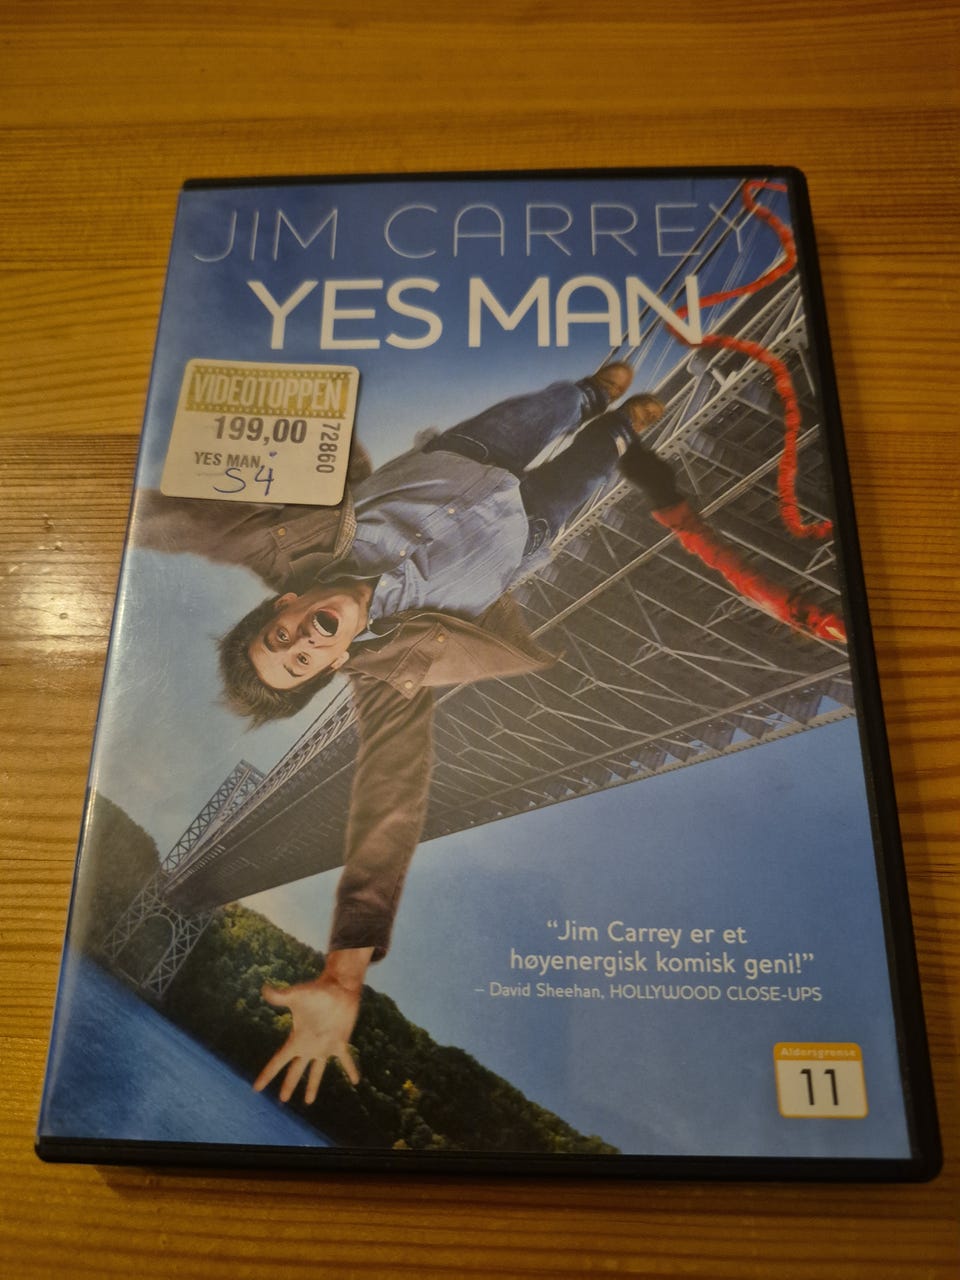 JIM CARREY
YES MAN
VIDEOTOPPEN
199,00
72860
YES MAN
S4
“Jim Carrey er et
høyenergisk komisk geni!”
– David Sheehan, HOLLYWOOD CLOSE-UPS
Aldersgrense
11